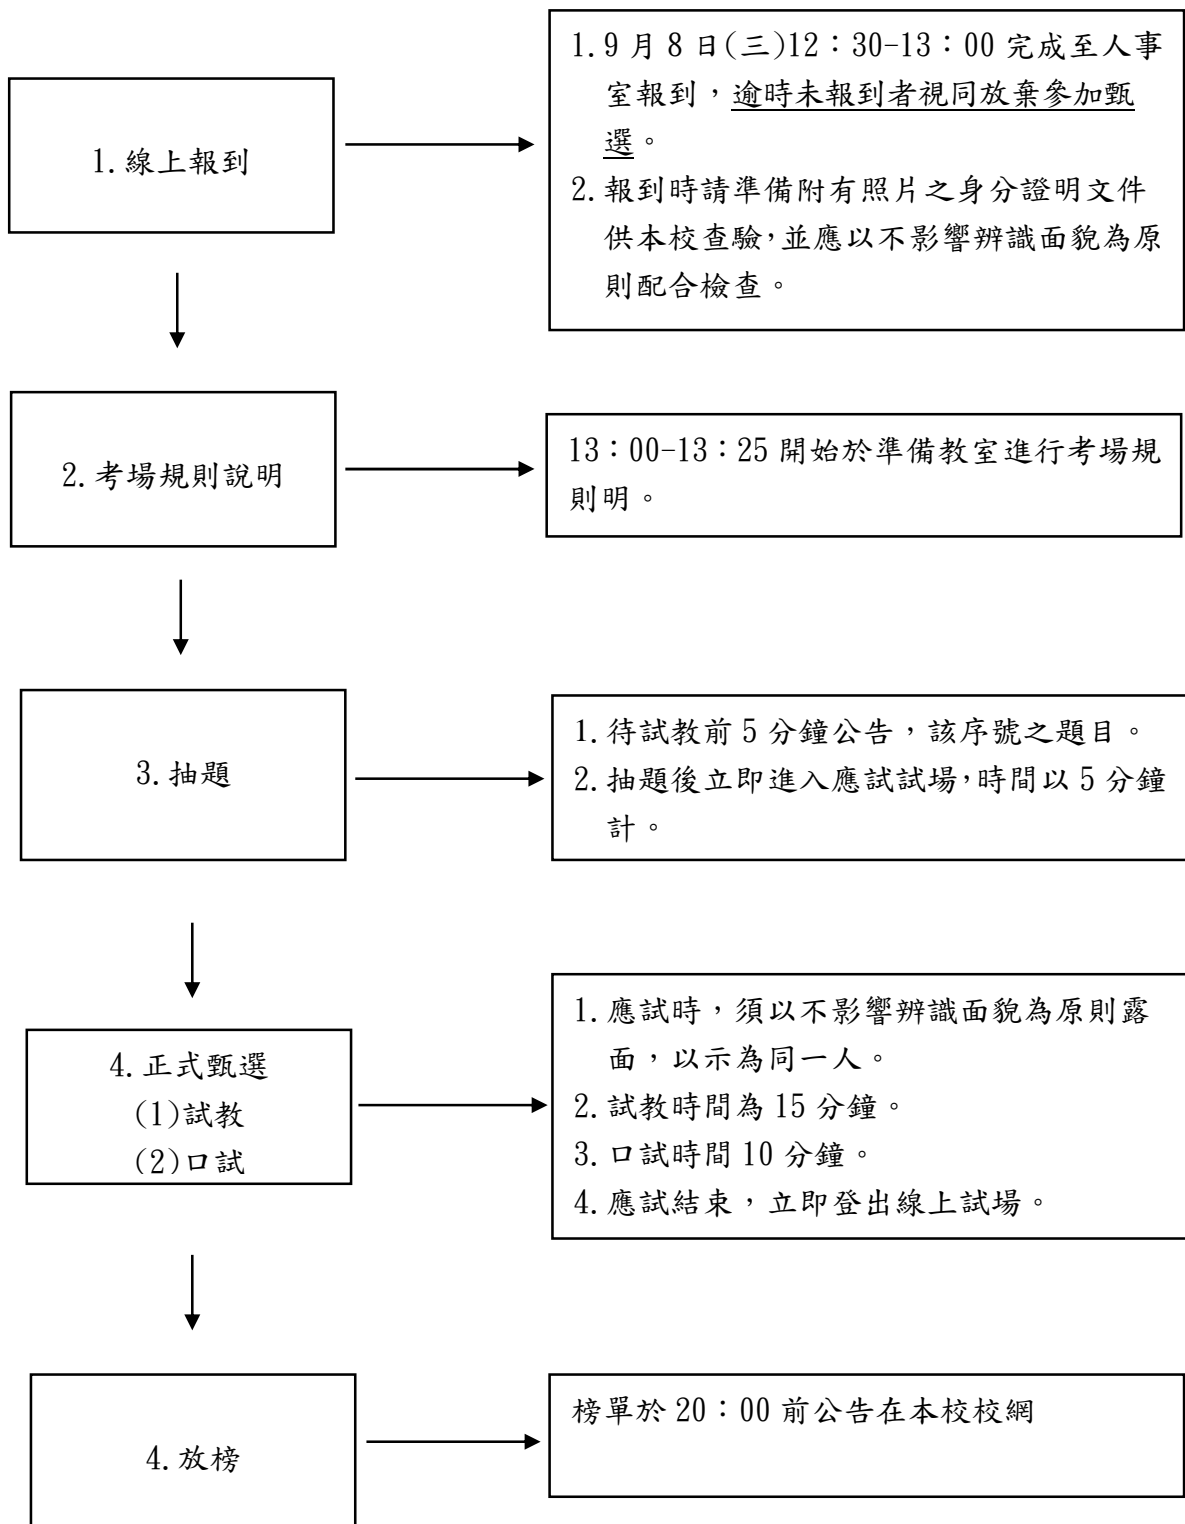 1.線上報到
1.9月8日(三)12：30-13：00完成至人事
室報到，逾時未報到者視同放棄參加甄
選。
2.報到時請準備附有照片之身分證明文件
供本校查驗，並應以不影響辨識面貌為原
則配合檢查。
2.考場規則說明
13：00-13：25開始於準備教室進行考場規
則明。
3.抽題
1.待試教前5分鐘公告，該序號之題目。
2.抽題後立即進入應試試場，時間以5分鐘
計。
4.正式甄選
(1)試教
(2)口試
1.應試時，須以不影響辨識面貌為原則露
面，以示為同一人。
2.試教時間為15分鐘。
3.口試時間10分鐘。
4.應試結束，立即登出線上試場。
4.放榜
榜單於20：00前公告在本校校網